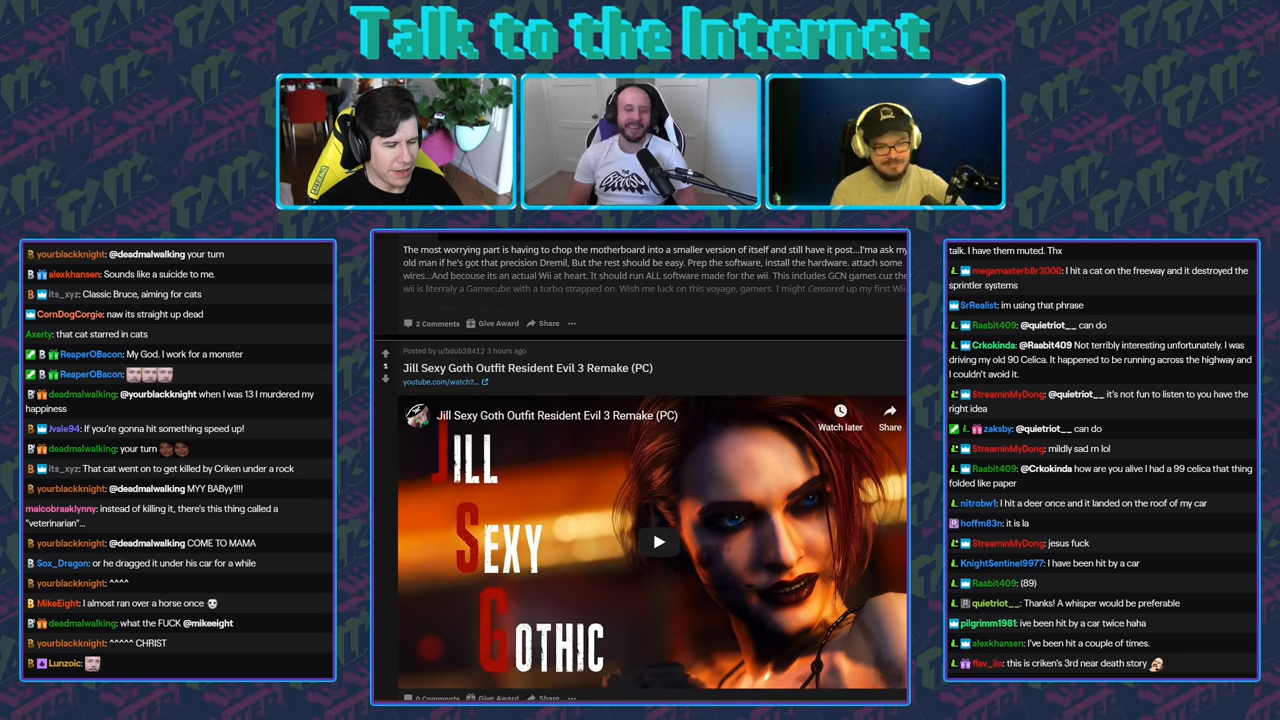 Talk to the Internet
yourblackknight: @deadmalwalking your turn
alexkhansen: Sounds like a suicide to me.
its_xyz: Classic Bruce, aiming for cats
CornDogCorgie: naw its straight up dead
Axerty: that cat starred in cats
ReaperOBacon: My God. I work for a monster
ReaperOBacon:
deadmalwalking: @yourblackknight when I was 13 I murdered my
happiness
Jvale94: If you're gonna hit something speed up!
deadmalwalking: your turn
its_xyz: That cat went on to get killed by Criken under a rock
yourblackknight: @deadmalwalking MYY BAByy1!!!
malcobraaklynny: instead of killing it, there's this thing called a
"veterinarian"...
yourblackknight: @deadmalwalking COME TO MAMA
Sox_Dragon: or he dragged it under his car for a while
yourblackknight: ^^^^
MikeEight: I almost ran over a horse once
deadmalwalking: what the FUCK @mikeeight
yourblackknight: ^^^^^ CHRIST
Lunzoic:
The most worrying part is having to chop the motherboard into a smaller version of itself and still have it post...I'ma ask my
old man if he's got that precision Dremil, But the rest should be easy. Prep the software, install the hardware. attach some
wires...And becouse its an actual Wii at heart. It should run ALL software made for the wii. This includes GCN games cuz the
wii is literraly a Gamecube with a turbo strapped on. Wish me luck on this voyage, gamers. I might Censored up my first Wii.
2 Comments Give Award Share ...
Posted by u/bdub28412 3 hours ago
1
Jill Sexy Goth Outfit Resident Evil 3 Remake (PC)
youtube.com/watch?...
Jill Sexy Goth Outfit Resident Evil 3 Remake (PC)
Watch later Share
JILL
SEXY
GOTHIC
0 Comments Give Award Share ...
talk. I have them muted. Thx
megamasterb8r3000: I hit a cat on the freeway and it destroyed the
sprintler systems
SrRealist: im using that phrase
Raabit409: @quietriot__ can do
Crkokinda: @Raabit409 Not terribly interesting unfortunately. I was
driving my old 90 Celica. It happened to be running across the highway and
I couldn't avoid it.
StreaminMyDong: @quietriot__ it's not fun to listen to you have the
right idea
zaksby: @quietriot__ can do
StreaminMyDong: mildly sad rn lol
Raabit409: @Crkokinda how are you alive I had a 99 celica that thing
folded like paper
nitrobw1: I hit a deer once and it landed on the roof of my car
hoffm83n: it is la
StreaminMyDong: jesus fuck
KnightSentinel9977: I have been hit by a car
Raabit409: (89)
quietriot__: Thanks! A whisper would be preferable
pilgrimm1981: ive been hit by a car twice haha
alexkhansen: I've been hit a couple of times.
flav_iio: this is criken's 3rd near death story